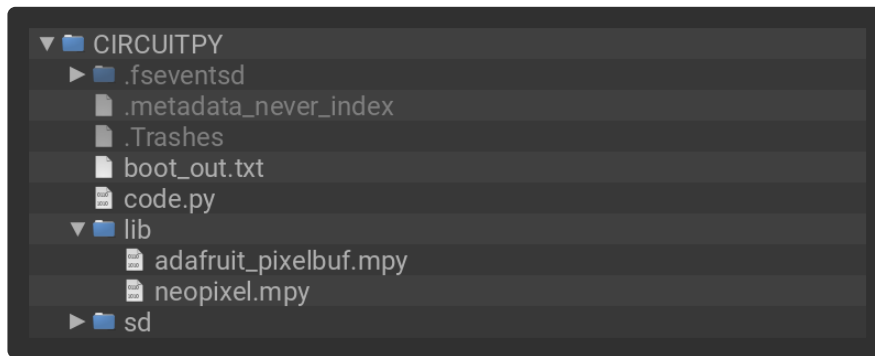 CIRCUITPY
.fseventsd
.metadata_never_index
.Trashes
boot_out.txt
code.py
lib
adafruit_pixelbuf.mpy
neopixel.mpy
sd